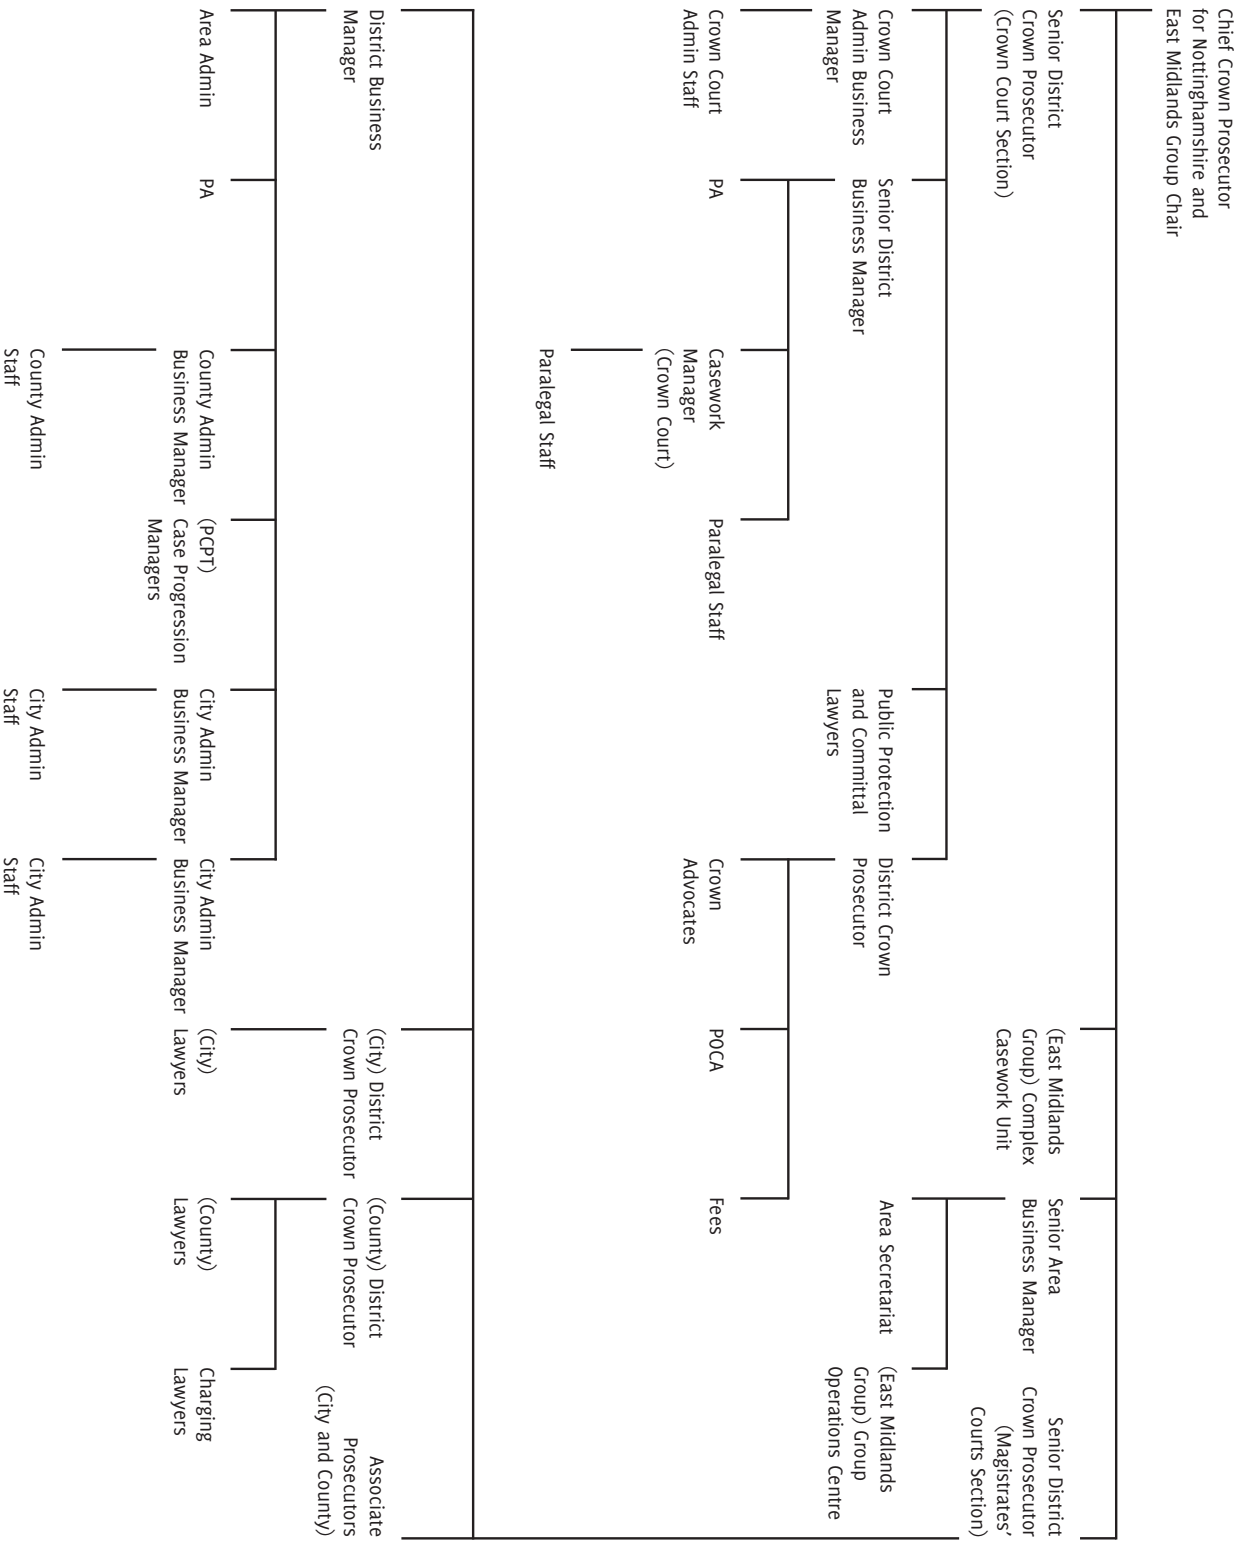 Chief Crown Prosecutor
for Nottinghamshire and
East Midlands Group Chair
Senior District
Crown Prosecutor
(Crown Court Section)
(East Midlands
Group) Complex
Casework Unit
Senior Area
Business Manager
Senior District
Crown Prosecutor
(Magistrates’
Courts Section)
Crown Court
Admin Business
Manager
Senior District
Business Manager
Public Protection
and Committal
Lawyers
District Crown
Prosecutor
Area Secretariat
(East Midlands
Group) Group
Operations Centre
Crown Court
Admin Staff
PA
Casework
Manager
(Crown Court)
Paralegal Staff
Crown
Advocates
POCA
Fees
Paralegal Staff
District Business
Manager
(City) District
Crown Prosecutor
(County) District
Crown Prosecutor
Associate
Prosecutors
(City and County)
Area Admin
PA
County Admin
Business Manager
(PCPT)
Case Progression
Managers
City Admin
Business Manager
City Admin
Business Manager
(City)
Lawyers
(County)
Lawyers
Charging
Lawyers
County Admin
Staff
City Admin
Staff
City Admin
Staff